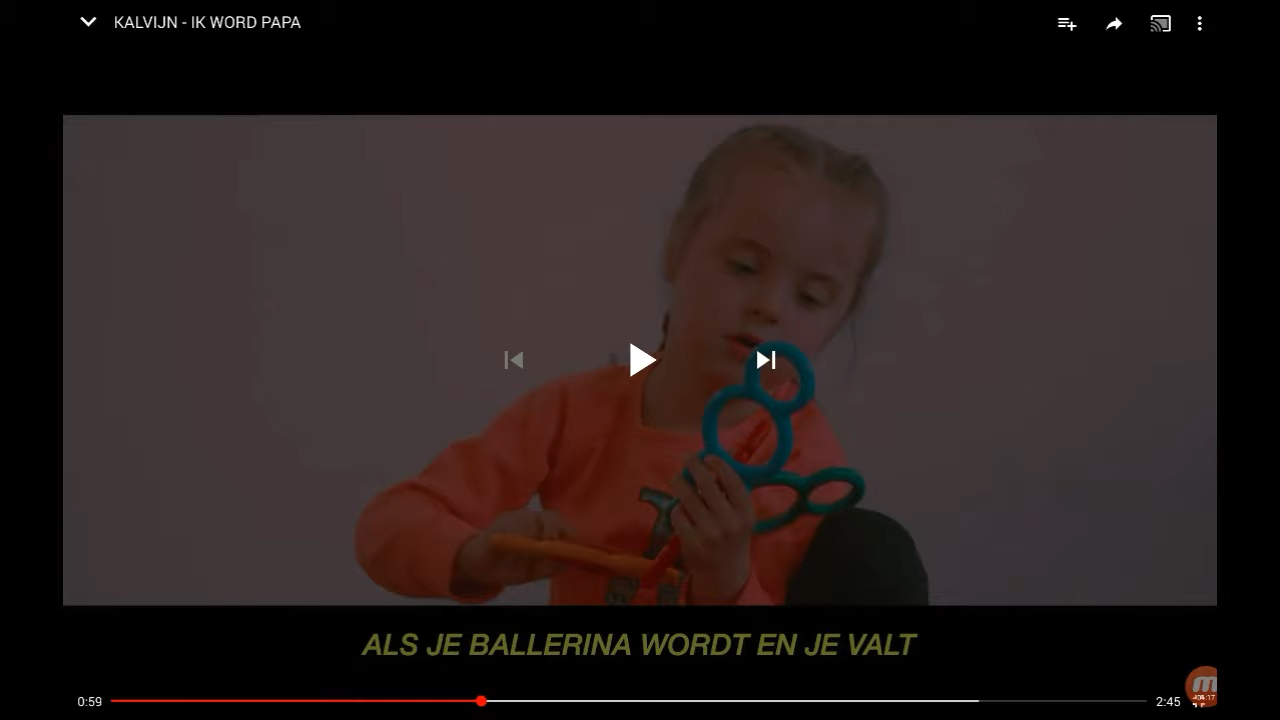 KALVIJN - IK WORD PAPA
ALS JE BALLERINA WORDT EN JE VALT
0:59
2:45